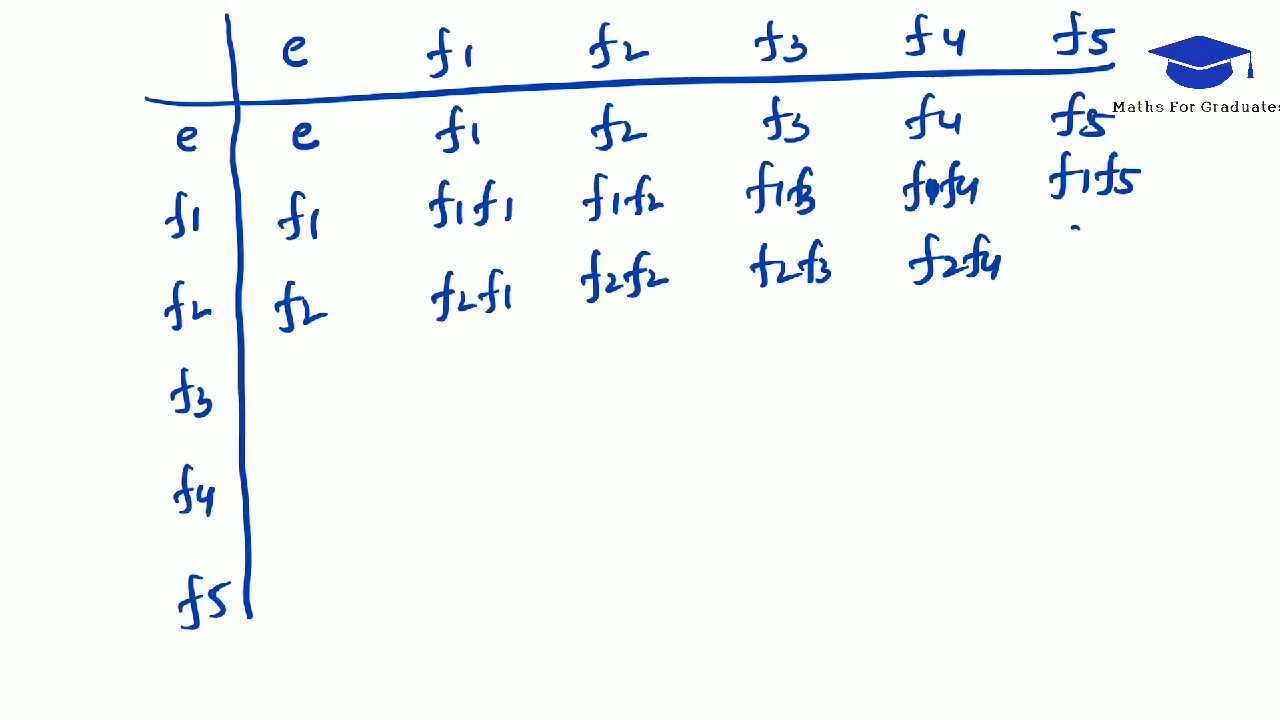 e f1 f2 f3 f4 f5
Maths For Graduates
e e f1 f2 f3 f4 f5
f1 f1 f1f1 f1f2 f1f3 f1f4 f1f5
f2 f2 f2f1 f2f2 f2f3 f2f4
f3
f4
f5